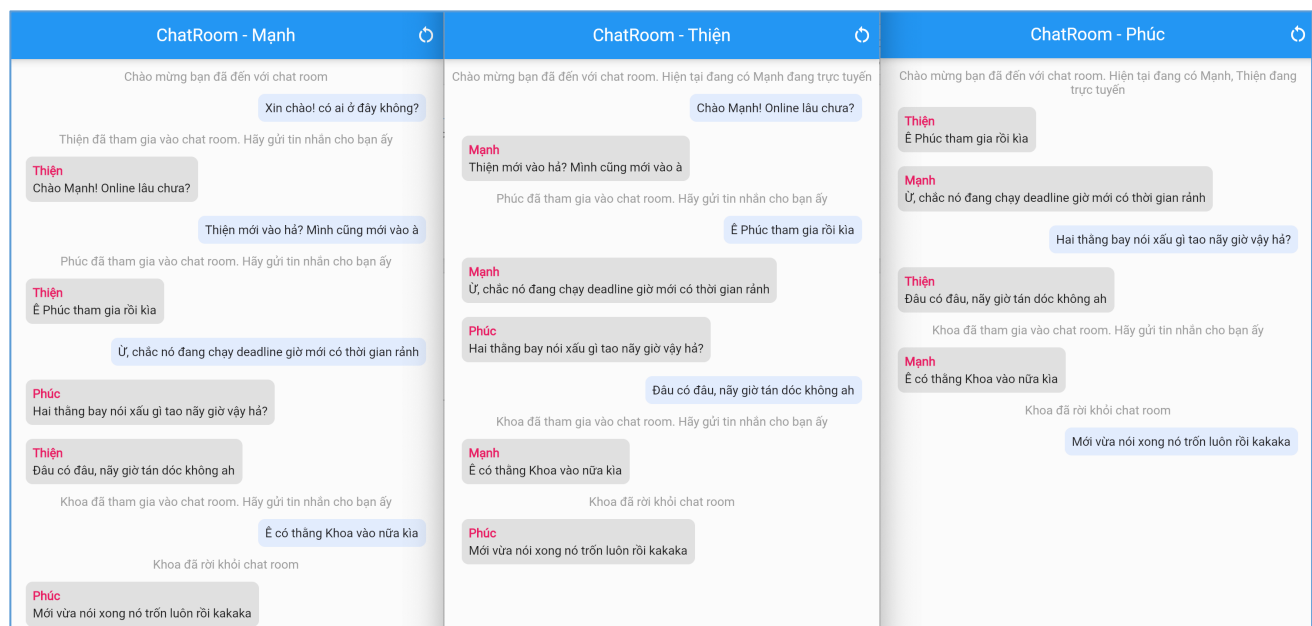 ChatRoom - Mạnh
Chào mừng bạn đã đến với chat room
Xin chào! có ai ở đây không?
Thiện đã tham gia vào chat room. Hãy gửi tin nhắn cho bạn ấy
Thiện
Chào Mạnh! Online lâu chưa?
Thiện mới vào hả? Mình cũng mới vào à
Phúc đã tham gia vào chat room. Hãy gửi tin nhắn cho bạn ấy
Thiện
Ê Phúc tham gia rồi kìa
Ừ, chắc nó đang chạy deadline giờ mới có thời gian rảnh
Phúc
Hai thằng bay nói xấu gì tao nãy giờ vậy hả?
Thiện
Đâu có đâu, nãy giờ tán dóc không ah
Khoa đã tham gia vào chat room. Hãy gửi tin nhắn cho bạn ấy
Ê có thằng Khoa vào nữa kìa
Khoa đã rời khỏi chat room
Phúc
Mới vừa nói xong nó trốn luôn rồi kakaka
ChatRoom - Thiện
Chào mừng bạn đã đến với chat room. Hiện tại đang có Mạnh đang trực tuyến
Chào Mạnh! Online lâu chưa?
Mạnh
Thiện mới vào hả? Mình cũng mới vào à
Phúc đã tham gia vào chat room. Hãy gửi tin nhắn cho bạn ấy
Ê Phúc tham gia rồi kìa
Mạnh
Ừ, chắc nó đang chạy deadline giờ mới có thời gian rảnh
Phúc
Hai thằng bay nói xấu gì tao nãy giờ vậy hả?
Đâu có đâu, nãy giờ tán dóc không ah
Khoa đã tham gia vào chat room. Hãy gửi tin nhắn cho bạn ấy
Mạnh
Ê có thằng Khoa vào nữa kìa
Khoa đã rời khỏi chat room
Phúc
Mới vừa nói xong nó trốn luôn rồi kakaka
ChatRoom - Phúc
Chào mừng bạn đã đến với chat room. Hiện tại đang có Mạnh, Thiện đang
trực tuyến
Thiện
Ê Phúc tham gia rồi kìa
Mạnh
Ừ, chắc nó đang chạy deadline giờ mới có thời gian rảnh
Hai thằng bay nói xấu gì tao nãy giờ vậy hả?
Thiện
Đâu có đâu, nãy giờ tán dóc không ah
Khoa đã tham gia vào chat room. Hãy gửi tin nhắn cho bạn ấy
Mạnh
Ê có thằng Khoa vào nữa kìa
Khoa đã rời khỏi chat room
Mới vừa nói xong nó trốn luôn rồi kakaka